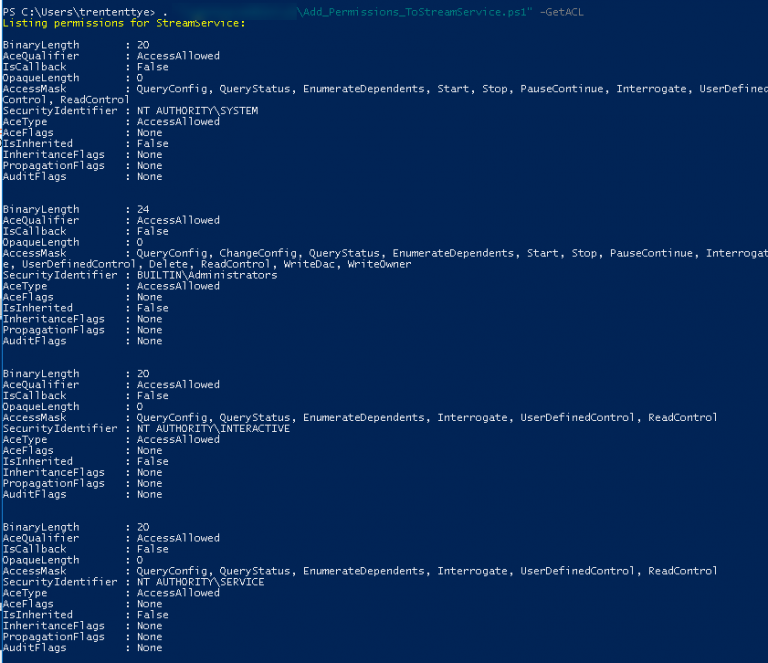 PS C:\Users\trententtye> . \Add_Permissions_ToStreamService.ps1" -GetACL
Listing permissions for StreamService:
BinaryLength : 20
AceQualifier : AccessAllowed
IsCallback : False
OpaqueLength : 0
AccessMask : QueryConfig, QueryStatus, EnumerateDependents, Start, Stop, PauseContinue, Interrogate, UserDefined
Control, ReadControl
SecurityIdentifier : NT AUTHORITY\SYSTEM
AceType : AccessAllowed
AceFlags : None
IsInherited : False
InheritanceFlags : None
PropagationFlags : None
AuditFlags : None
BinaryLength : 24
AceQualifier : AccessAllowed
IsCallback : False
OpaqueLength : 0
AccessMask : QueryConfig, ChangeConfig, QueryStatus, EnumerateDependents, Start, Stop, PauseContinue, Interrogat
e, UserDefinedControl, Delete, ReadControl, WriteDac, WriteOwner
SecurityIdentifier : BUILTIN\Administrators
AceType : AccessAllowed
AceFlags : None
IsInherited : False
InheritanceFlags : None
PropagationFlags : None
AuditFlags : None
BinaryLength : 20
AceQualifier : AccessAllowed
IsCallback : False
OpaqueLength : 0
AccessMask : QueryConfig, QueryStatus, EnumerateDependents, Interrogate, UserDefinedControl, ReadControl
SecurityIdentifier : NT AUTHORITY\INTERACTIVE
AceType : AccessAllowed
AceFlags : None
IsInherited : False
InheritanceFlags : None
PropagationFlags : None
AuditFlags : None
BinaryLength : 20
AceQualifier : AccessAllowed
IsCallback : False
OpaqueLength : 0
AccessMask : QueryConfig, QueryStatus, EnumerateDependents, Interrogate, UserDefinedControl, ReadControl
SecurityIdentifier : NT AUTHORITY\SERVICE
AceType : AccessAllowed
AceFlags : None
IsInherited : False
InheritanceFlags : None
PropagationFlags : None
AuditFlags : None